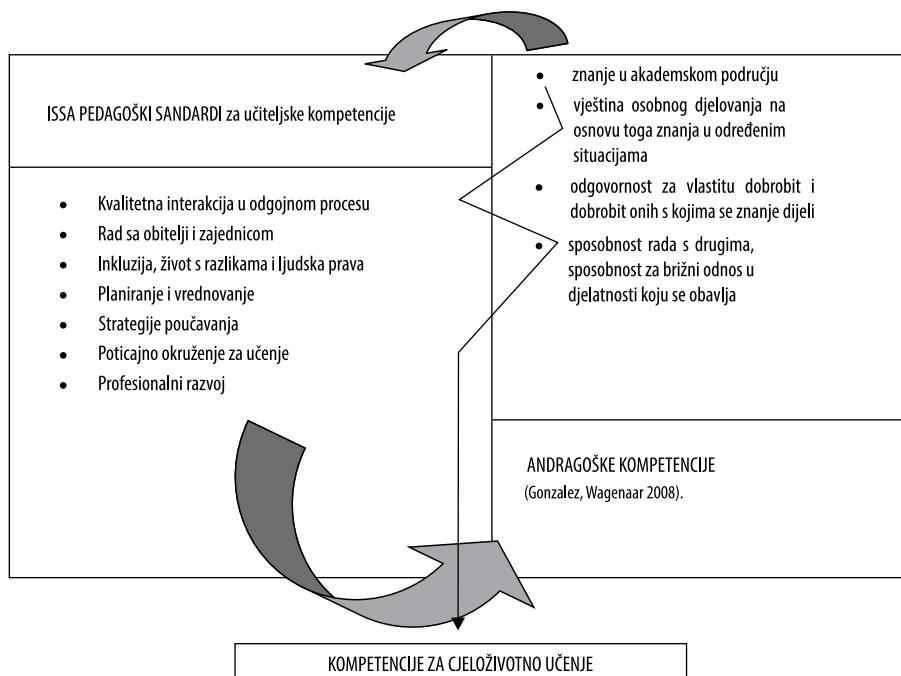 ISSA PEDAGOŠKI SANDARDI za učiteljske kompetencije
• Kvalitetna interakcija u odgojnom procesu
• Rad sa obitelji i zajednicom
• Inkluzija, život s razlikama i ljudska prava
• Planiranje i vrednovanje
• Strategije poučavanja
• Poticajno okruženje za učenje
• Profesionalni razvoj
• znanje u akademskom području
• vještina osobnog djelovanja na
osnovu toga znanja u određenim
situacijama
• odgovornost za vlastitu dobrobit i
dobrobit onih s kojima se znanje dijeli
• sposobnost rada s drugima,
sposobnost za brižni odnos u
djelatnosti koju se obavlja
ANDRAGOŠKE KOMPETENCIJE
(Gonzalez, Wagenaar 2008).
KOMPETENCIJE ZA CJELOŽIVOTNO UČENJE